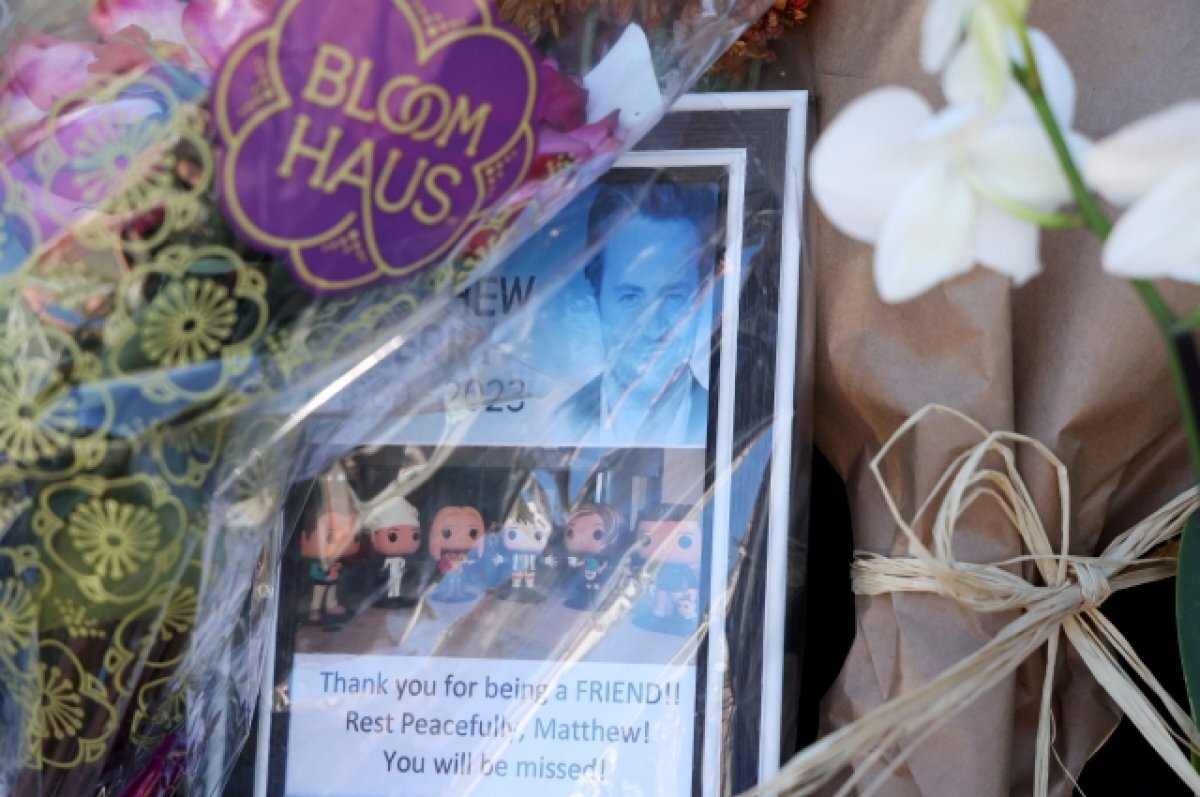 BLOOM
HAUS
HEW
2023
Thank you for being a FRIEND!!
Rest Peacefully, Matthew!
You will be missed!